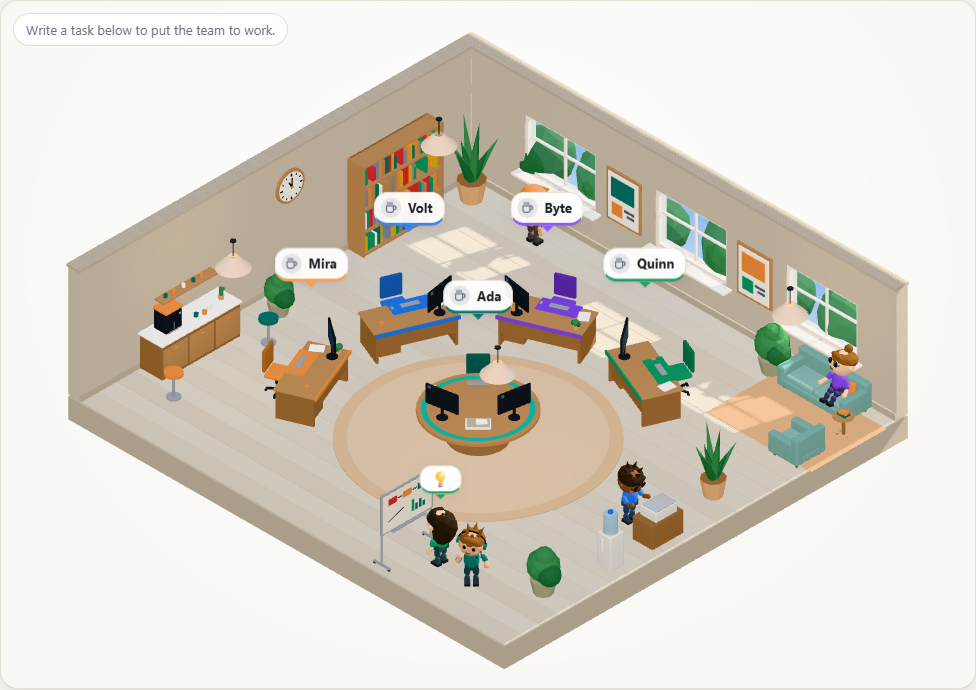 Write a task below to put the team to work.
Volt
Byte
Mira
Quinn
Ada